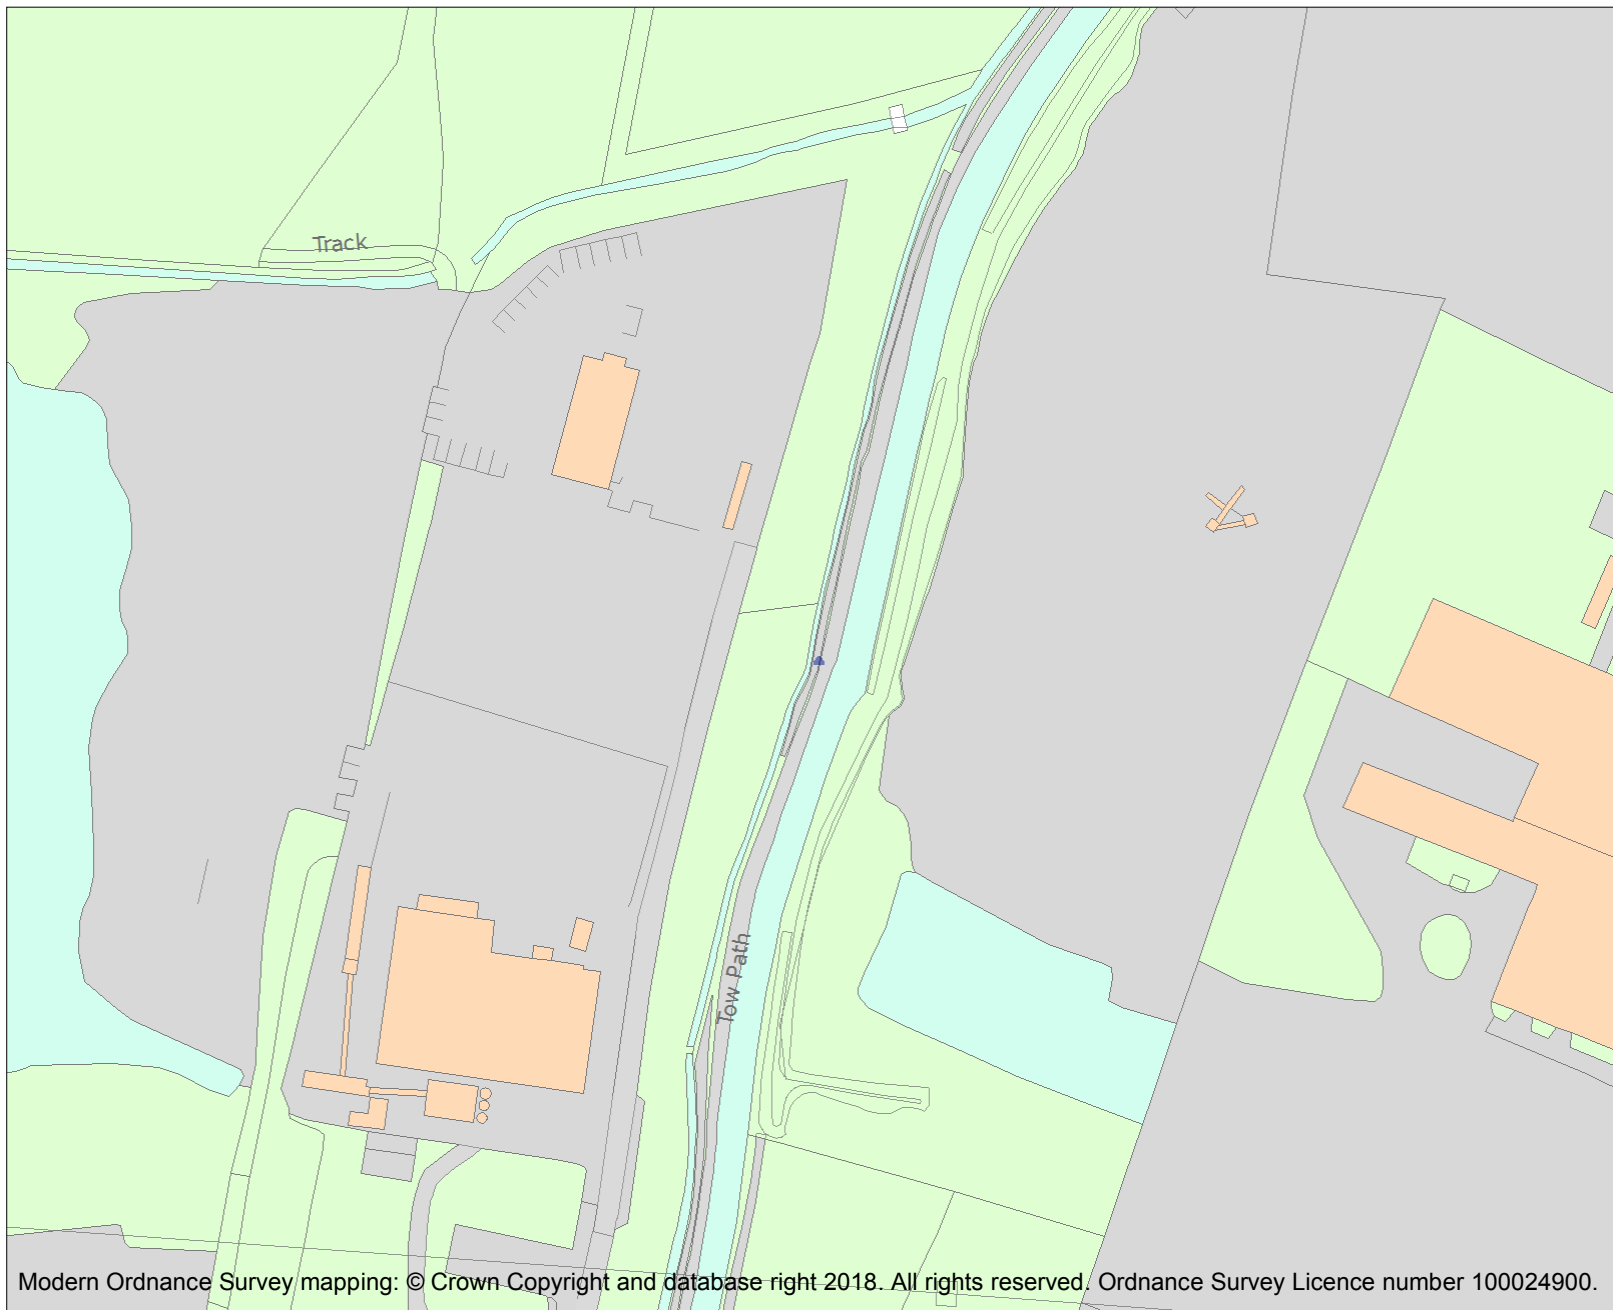 Track
Tow Path
Modern Ordnance Survey mapping: © Crown Copyright and database right 2018. All rights reserved. Ordnance Survey Licence number 100024900.